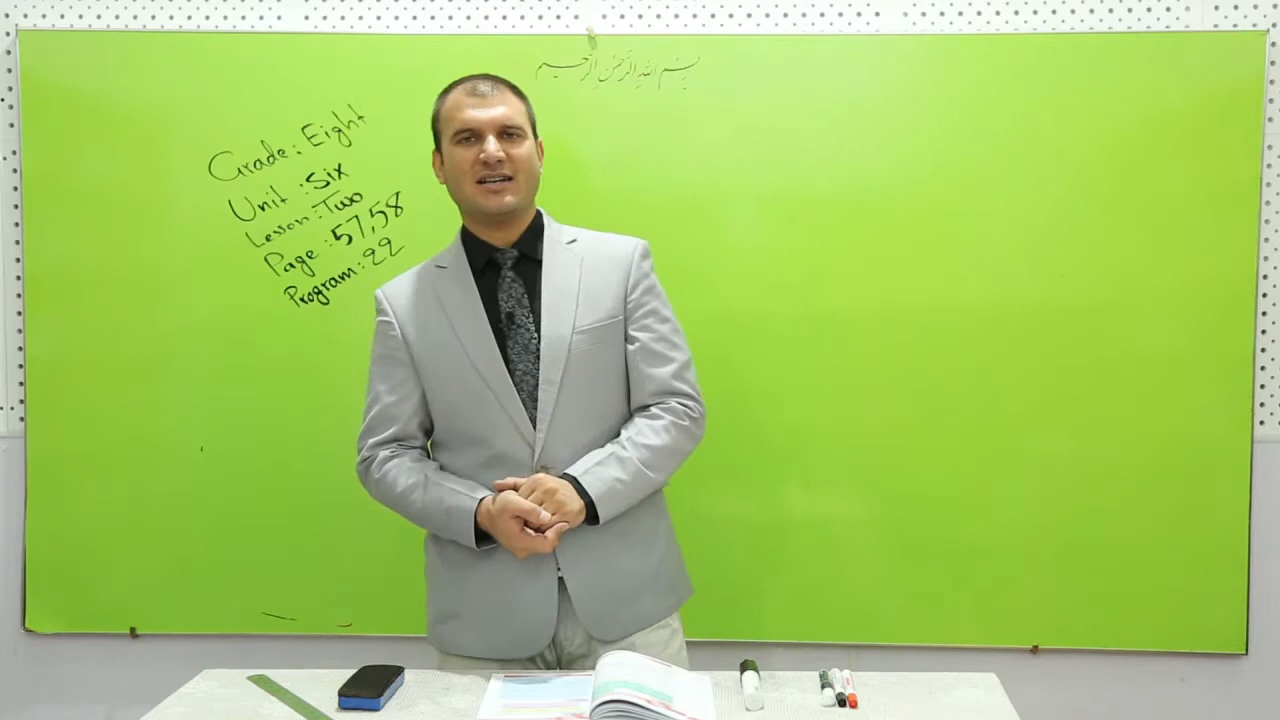 بسم الله الرحمن الرحيم
Grade: Eight
Unit: Six
Lesson: Two
Page: 57,58
Program: 22